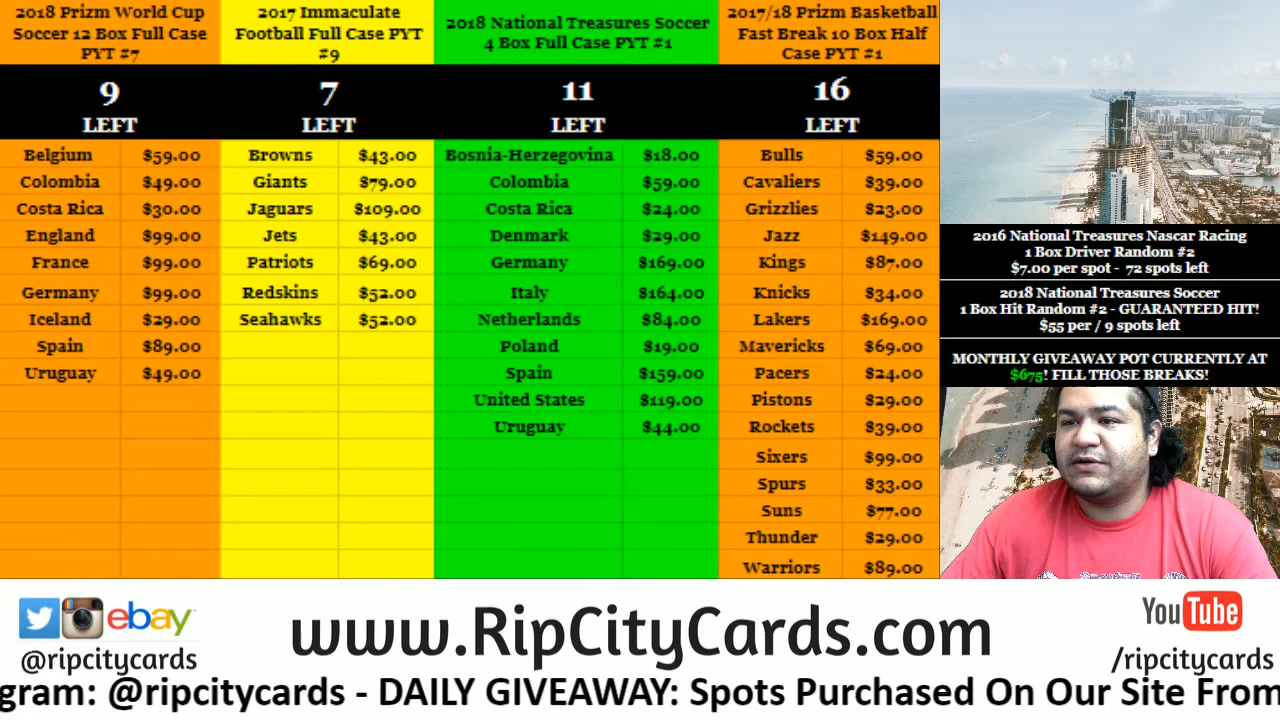 2018 Prizm World Cup
Soccer 12 Box Full Case
PYT #7
9
LEFT
Belgium $59.00
Colombia $49.00
Costa Rica $30.00
England $99.00
France $99.00
Germany $99.00
Iceland $29.00
Spain $89.00
Uruguay $49.00
2017 Immaculate
Football Full Case PYT
#9
7
LEFT
Browns $43.00
Giants $79.00
Jaguars $109.00
Jets $43.00
Patriots $69.00
Redskins $52.00
Seahawks $52.00
2018 National Treasures Soccer
4 Box Full Case PYT #1
11
LEFT
Bosnia-Herzegovina $18.00
Colombia $59.00
Costa Rica $24.00
Denmark $29.00
Germany $169.00
Italy $164.00
Netherlands $84.00
Poland $19.00
Spain $159.00
United States $119.00
Uruguay $44.00
2017/18 Prizm Basketball
Fast Break 10 Box Half
Case PYT #1
16
LEFT
Bulls $59.00
Cavaliers $39.00
Grizzlies $23.00
Jazz $149.00
Kings $87.00
Knicks $34.00
Lakers $169.00
Mavericks $69.00
Pacers $24.00
Pistons $29.00
Rockets $39.00
Sixers $99.00
Spurs $33.00
Suns $77.00
Thunder $29.00
Warriors $89.00
2016 National Treasures Nascar Racing
1 Box Driver Random #2
$7.00 per spot - 72 spots left
2018 National Treasures Soccer
1 Box Hit Random #2 - GUARANTEED HIT!
$55 per / 9 spots left
MONTHLY GIVEAWAY POT CURRENTLY AT
$675! FILL THOSE BREAKS!
ebay
@ripcitycards
www.RipCityCards.com
YouTube
/ripcitycards
gram: @ripcitycards - DAILY GIVEAWAY: Spots Purchased On Our Site From